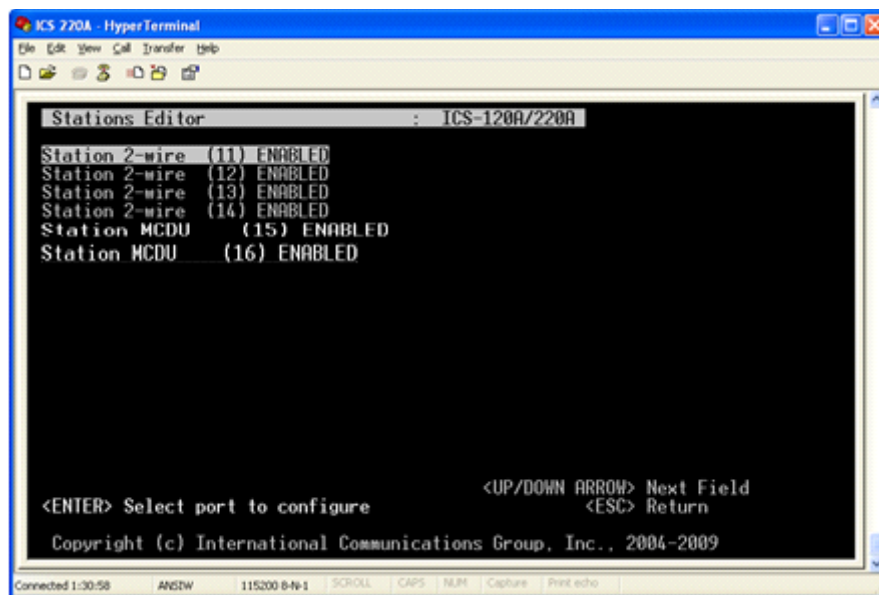 ICS 220A - HyperTerminal
File Edit View Call Transfer Help
Stations Editor : ICS-120A/220A
Station 2-wire (11) ENABLED
Station 2-wire (12) ENABLED
Station 2-wire (13) ENABLED
Station 2-wire (14) ENABLED
Station MCDU (15) ENABLED
Station MCDU (16) ENABLED
<UP/DOWN ARROW> Next Field
<ENTER> Select port to configure <ESC> Return
Copyright (c) International Communications Group, Inc., 2004-2009
Connected 1:30:58 ANSIW 115200 8-N-1 SCROLL CAPS NUM Capture Print echo